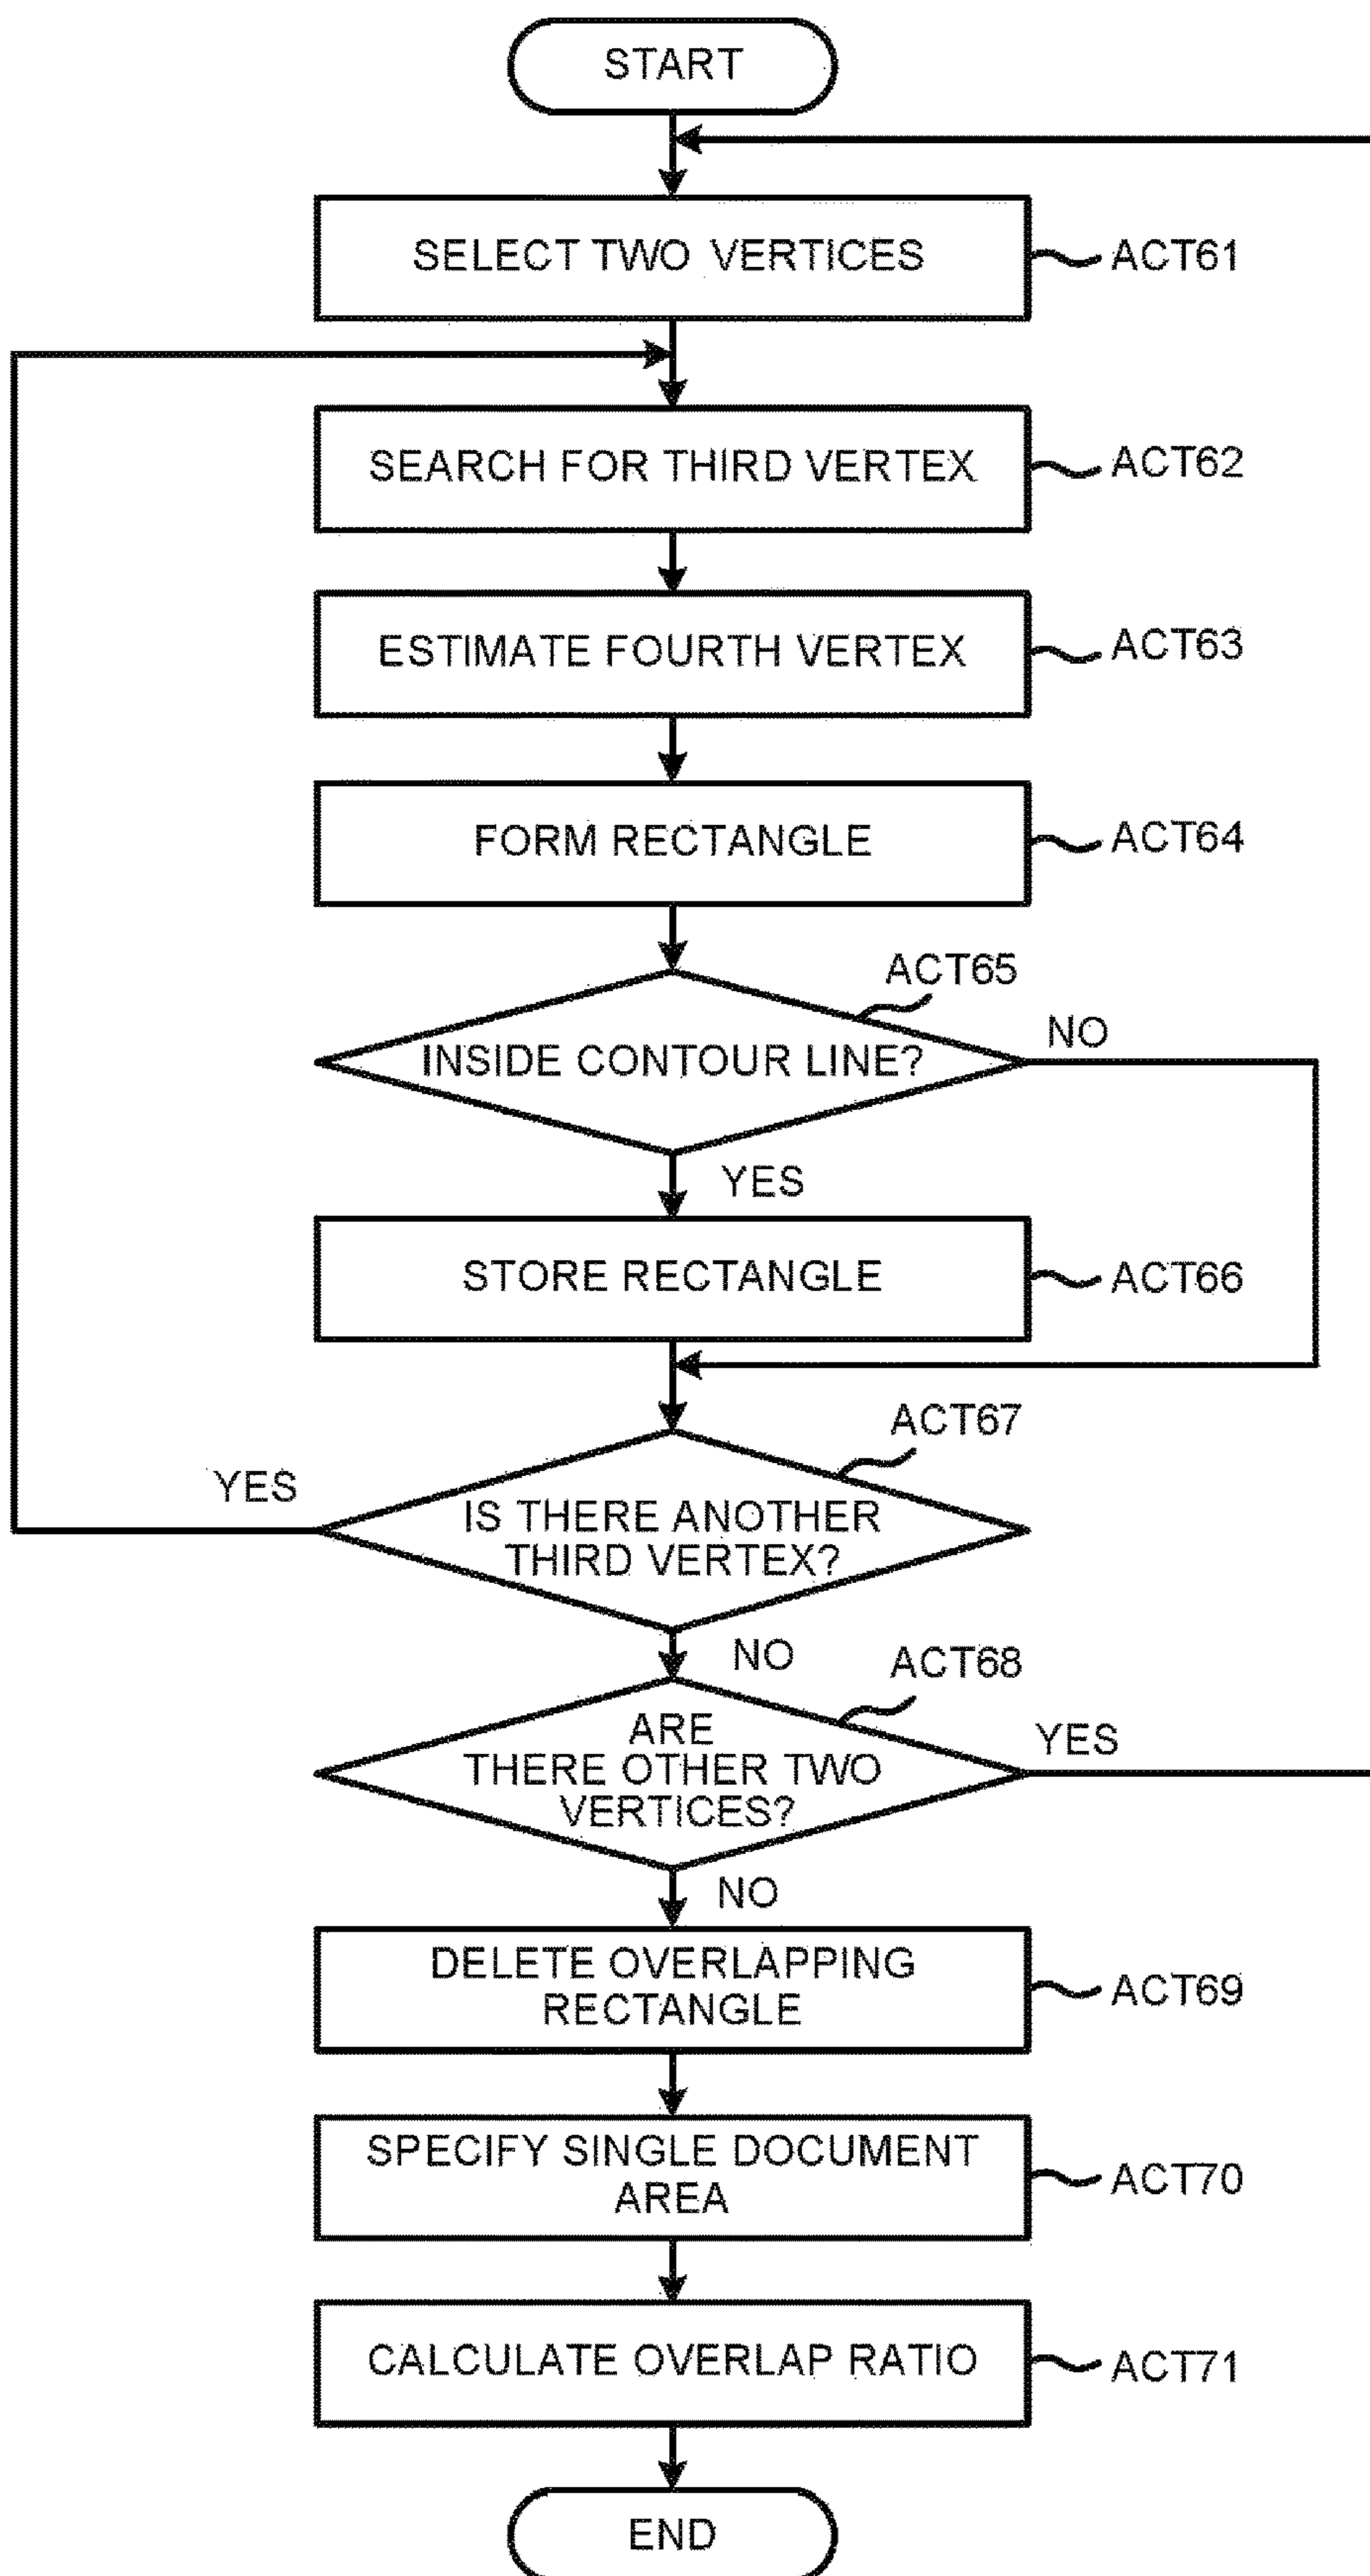 START
SELECT TWO VERTICES
ACT61
SEARCH FOR THIRD VERTEX
ACT62
ESTIMATE FOURTH VERTEX
ACT63
FORM RECTANGLE
ACT64
ACT65
INSIDE CONTOUR LINE?
NO
YES
STORE RECTANGLE
ACT66
ACT67
YES
IS THERE ANOTHER
THIRD VERTEX?
NO
ACT68
ARE
THERE OTHER TWO
VERTICES?
YES
NO
DELETE OVERLAPPING
RECTANGLE
ACT69
SPECIFY SINGLE DOCUMENT
AREA
ACT70
CALCULATE OVERLAP RATIO
ACT71
END